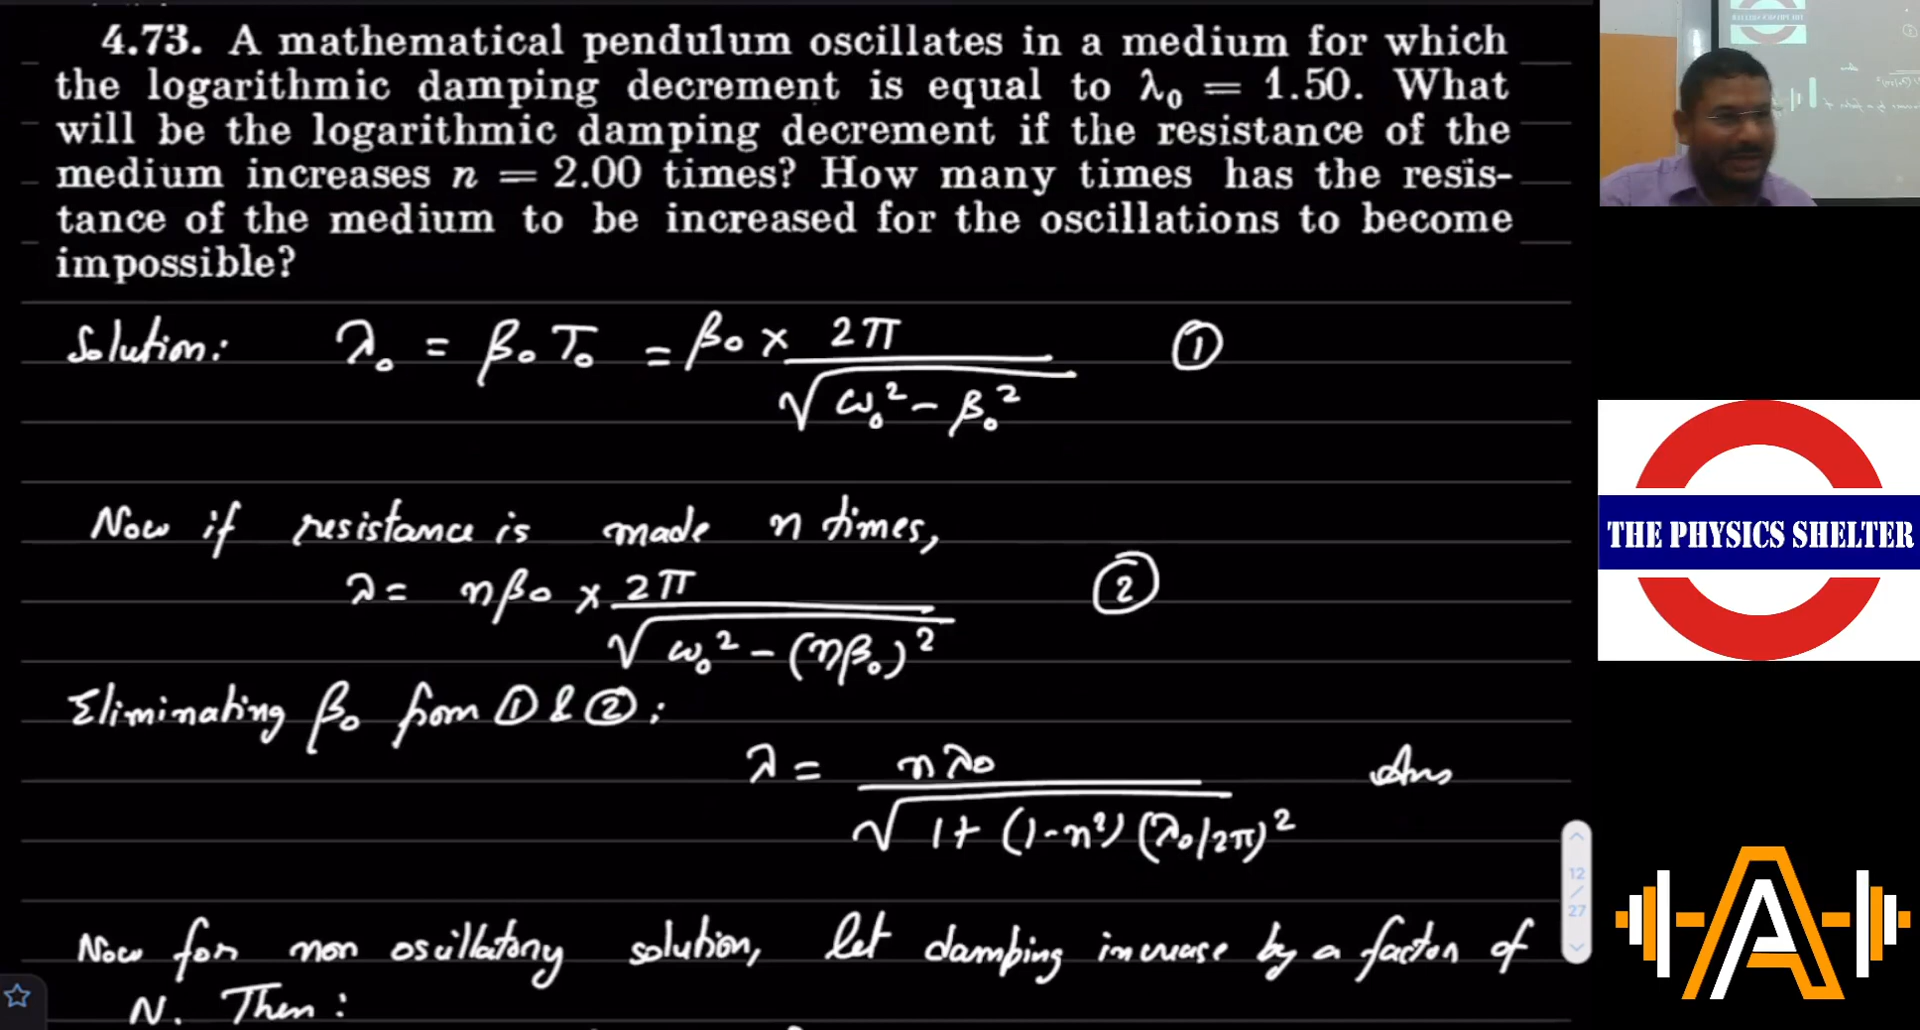 4.73. A mathematical pendulum oscillates in a medium for which
the logarithmic damping decrement is equal to λ₀ = 1.50. What
will be the logarithmic damping decrement if the resistance of the
medium increases n = 2.00 times? How many times has the resis-
tance of the medium to be increased for the oscillations to become
impossible?
Solution: λ₀ = β₀T₀ = β₀ × 2π / √(ω₀² − β₀²) ①
Now if resistance is made n times,
λ = nβ₀ × 2π / √(ω₀² − (nβ₀)²) ②
Eliminating β₀ from ① & ② :
λ = nλ₀ / √(1 + (1-n²)(λ₀/2π)²) Ans
Now for non oscillatory solution, let damping increase by a factor of
N. Then :
THE PHYSICS SHELTER
12
/
27